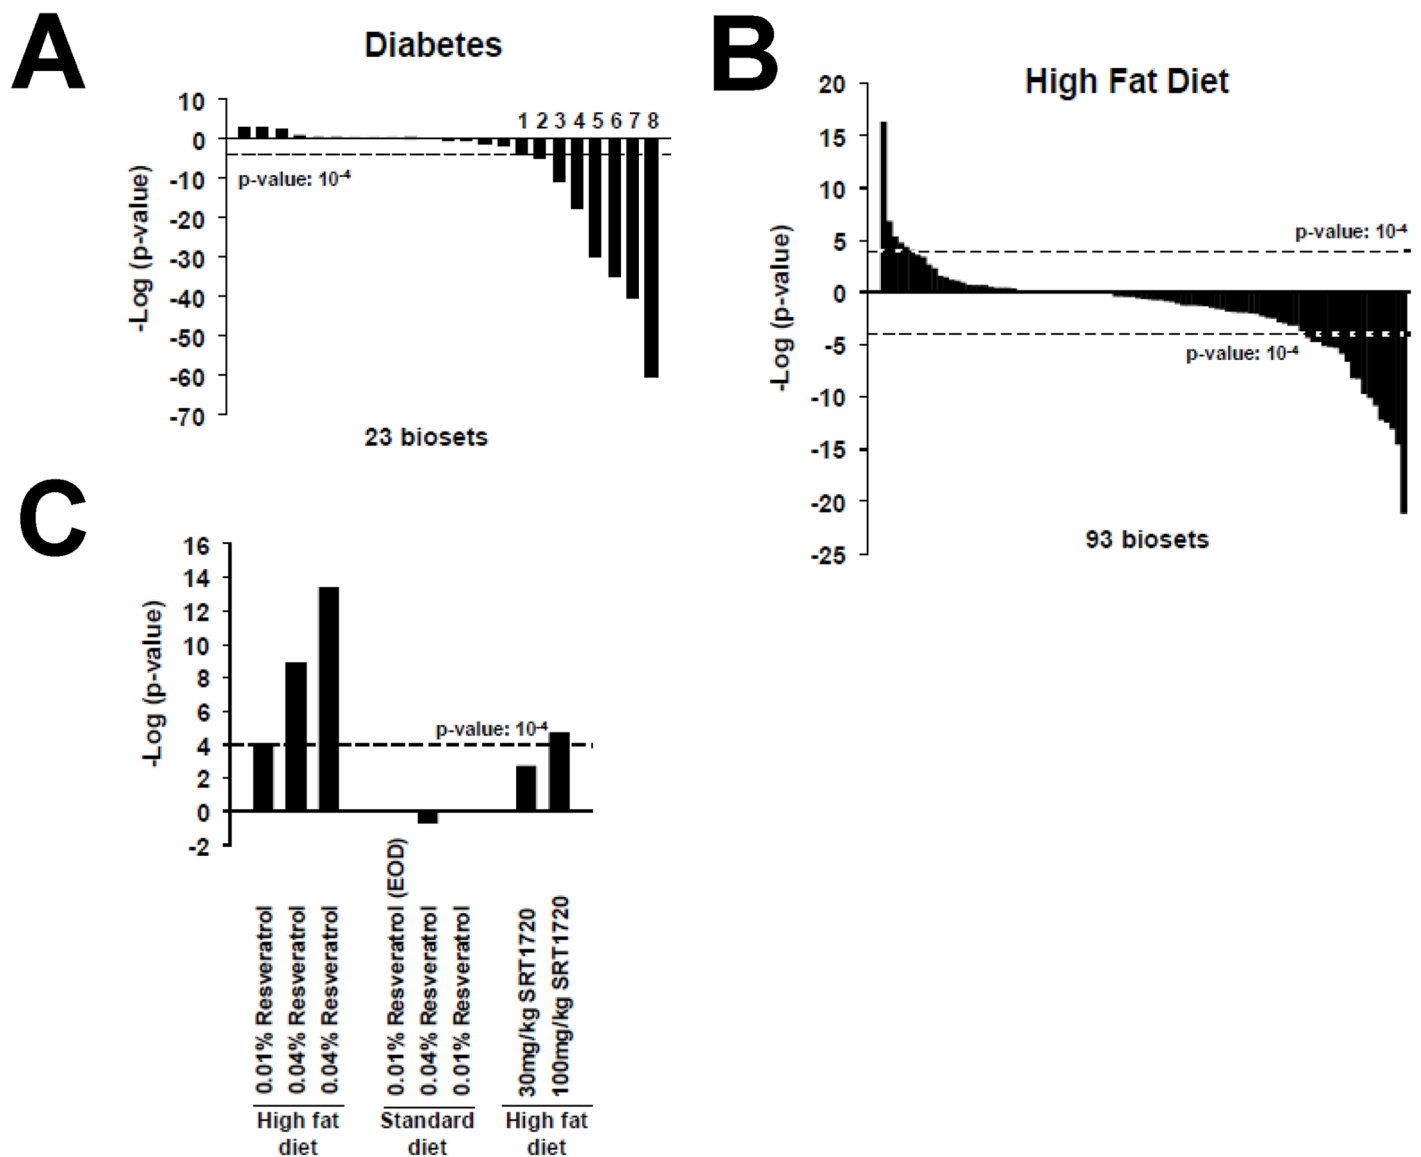 A
Diabetes
10
0
-10
-20
-30
-40
-50
-60
-70
-Log (p-value)
1 2 3 4 5 6 7 8
p-value: 10-4
23 biosets
B
High Fat Diet
20
15
10
5
0
-5
-10
-15
-20
-25
-Log (p-value)
p-value: 10-4
p-value: 10-4
93 biosets
C
16
14
12
10
8
6
4
2
0
-2
-Log (p-value)
p-value: 10-4
0.01% Resveratrol
0.04% Resveratrol
0.04% Resveratrol
High fat
diet
0.01% Resveratrol (EOD)
0.04% Resveratrol
0.01% Resveratrol
Standard
diet
30mg/kg SRT1720
100mg/kg SRT1720
High fat
diet